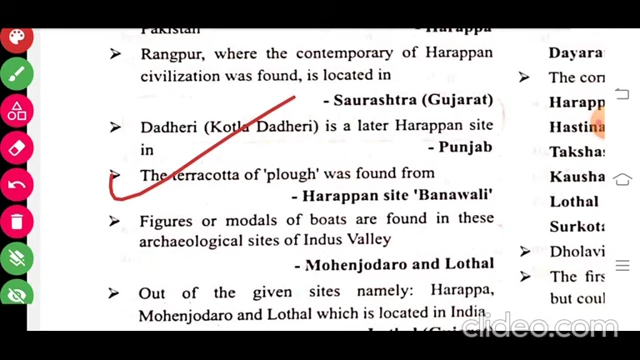 Pakistan - Harappa
Rangpur, where the contemporary of Harappan
civilization was found, is located in
- Saurashtra (Gujarat)
Dadheri (Kotla Dadheri) is a later Harappan site
in - Punjab
The terracotta of 'plough' was found from
- Harappan site 'Banawali'
Figures or modals of boats are found in these
archaeological sites of Indus Valley
- Mohenjodaro and Lothal
Out of the given sites namely: Harappa,
Mohenjodaro and Lothal which is located in India
Dayara
The corr
Harapp
Hastina
Takshas
Kausha
Lothal
Surkota
Dholavi
The firs
but coul
clideo.com